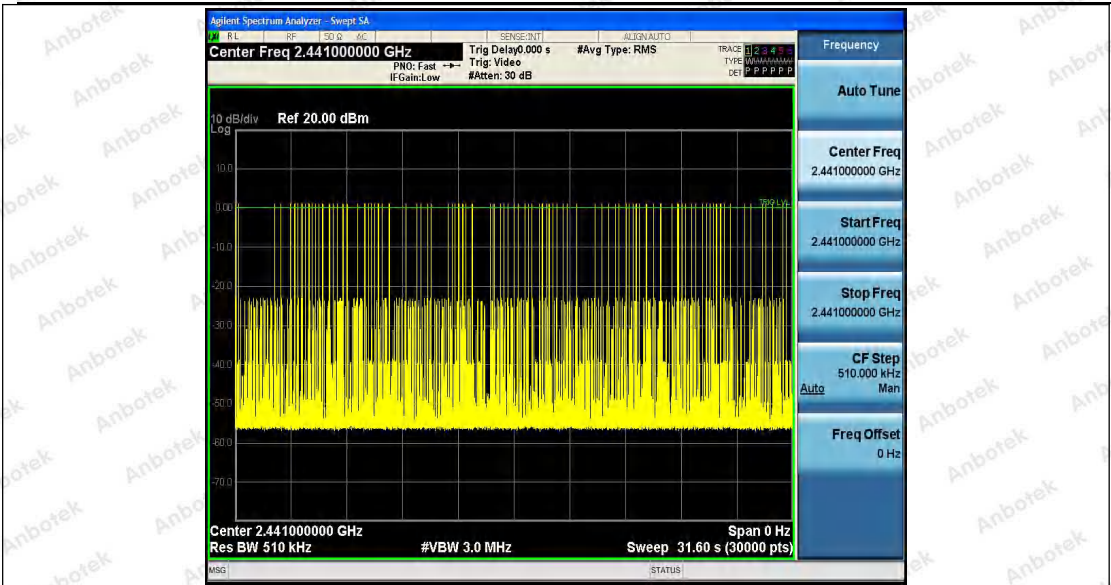 Agilent Spectrum Analyzer - Swept SA
RL RF 50 Ω AC SENSE:INT ALIGNAUTO
Center Freq 2.441000000 GHz
PNO: Fast
IFGain:Low
Trig Delay0.000 s
Trig: Video
#Atten: 30 dB
#Avg Type: RMS
TRACE 1 2 3 4 5 6
TYPE
DET P P P P P P
10 dB/div
Log
Ref 20.00 dBm
10.0
0.00
TRIG LVL
-10.0
-20.0
-30.0
-40.0
-50.0
-60.0
-70.0
Center 2.441000000 GHz
Span 0 Hz
Res BW 510 kHz
#VBW 3.0 MHz
Sweep 31.60 s (30000 pts)
MSG
STATUS
Frequency
Auto Tune
Center Freq
2.441000000 GHz
Start Freq
2.441000000 GHz
Stop Freq
2.441000000 GHz
CF Step
510.000 kHz
Auto Man
Freq Offset
0 Hz
Anbotek